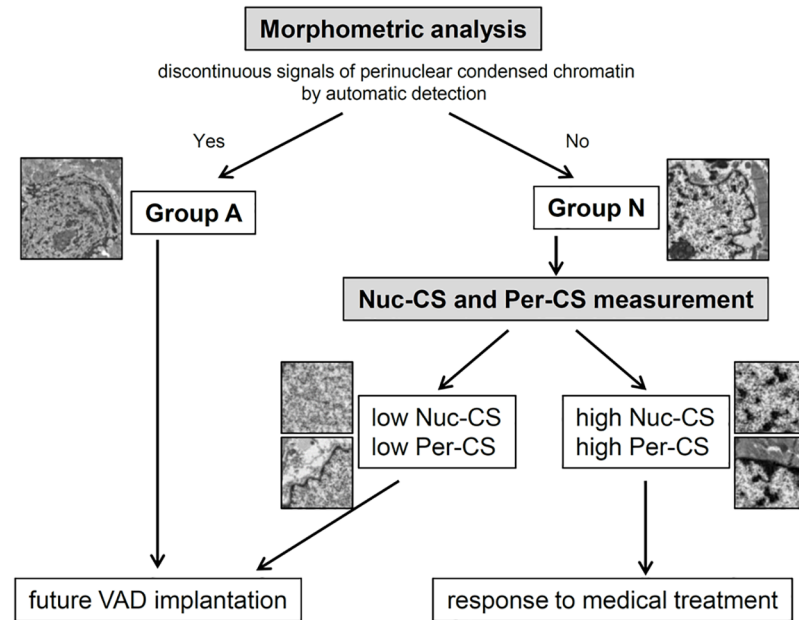 Morphometric analysis
discontinuous signals of perinuclear condensed chromatin
by automatic detection
Yes
No
Group A
Group N
Nuc-CS and Per-CS measurement
low Nuc-CS
low Per-CS
high Nuc-CS
high Per-CS
future VAD implantation
response to medical treatment